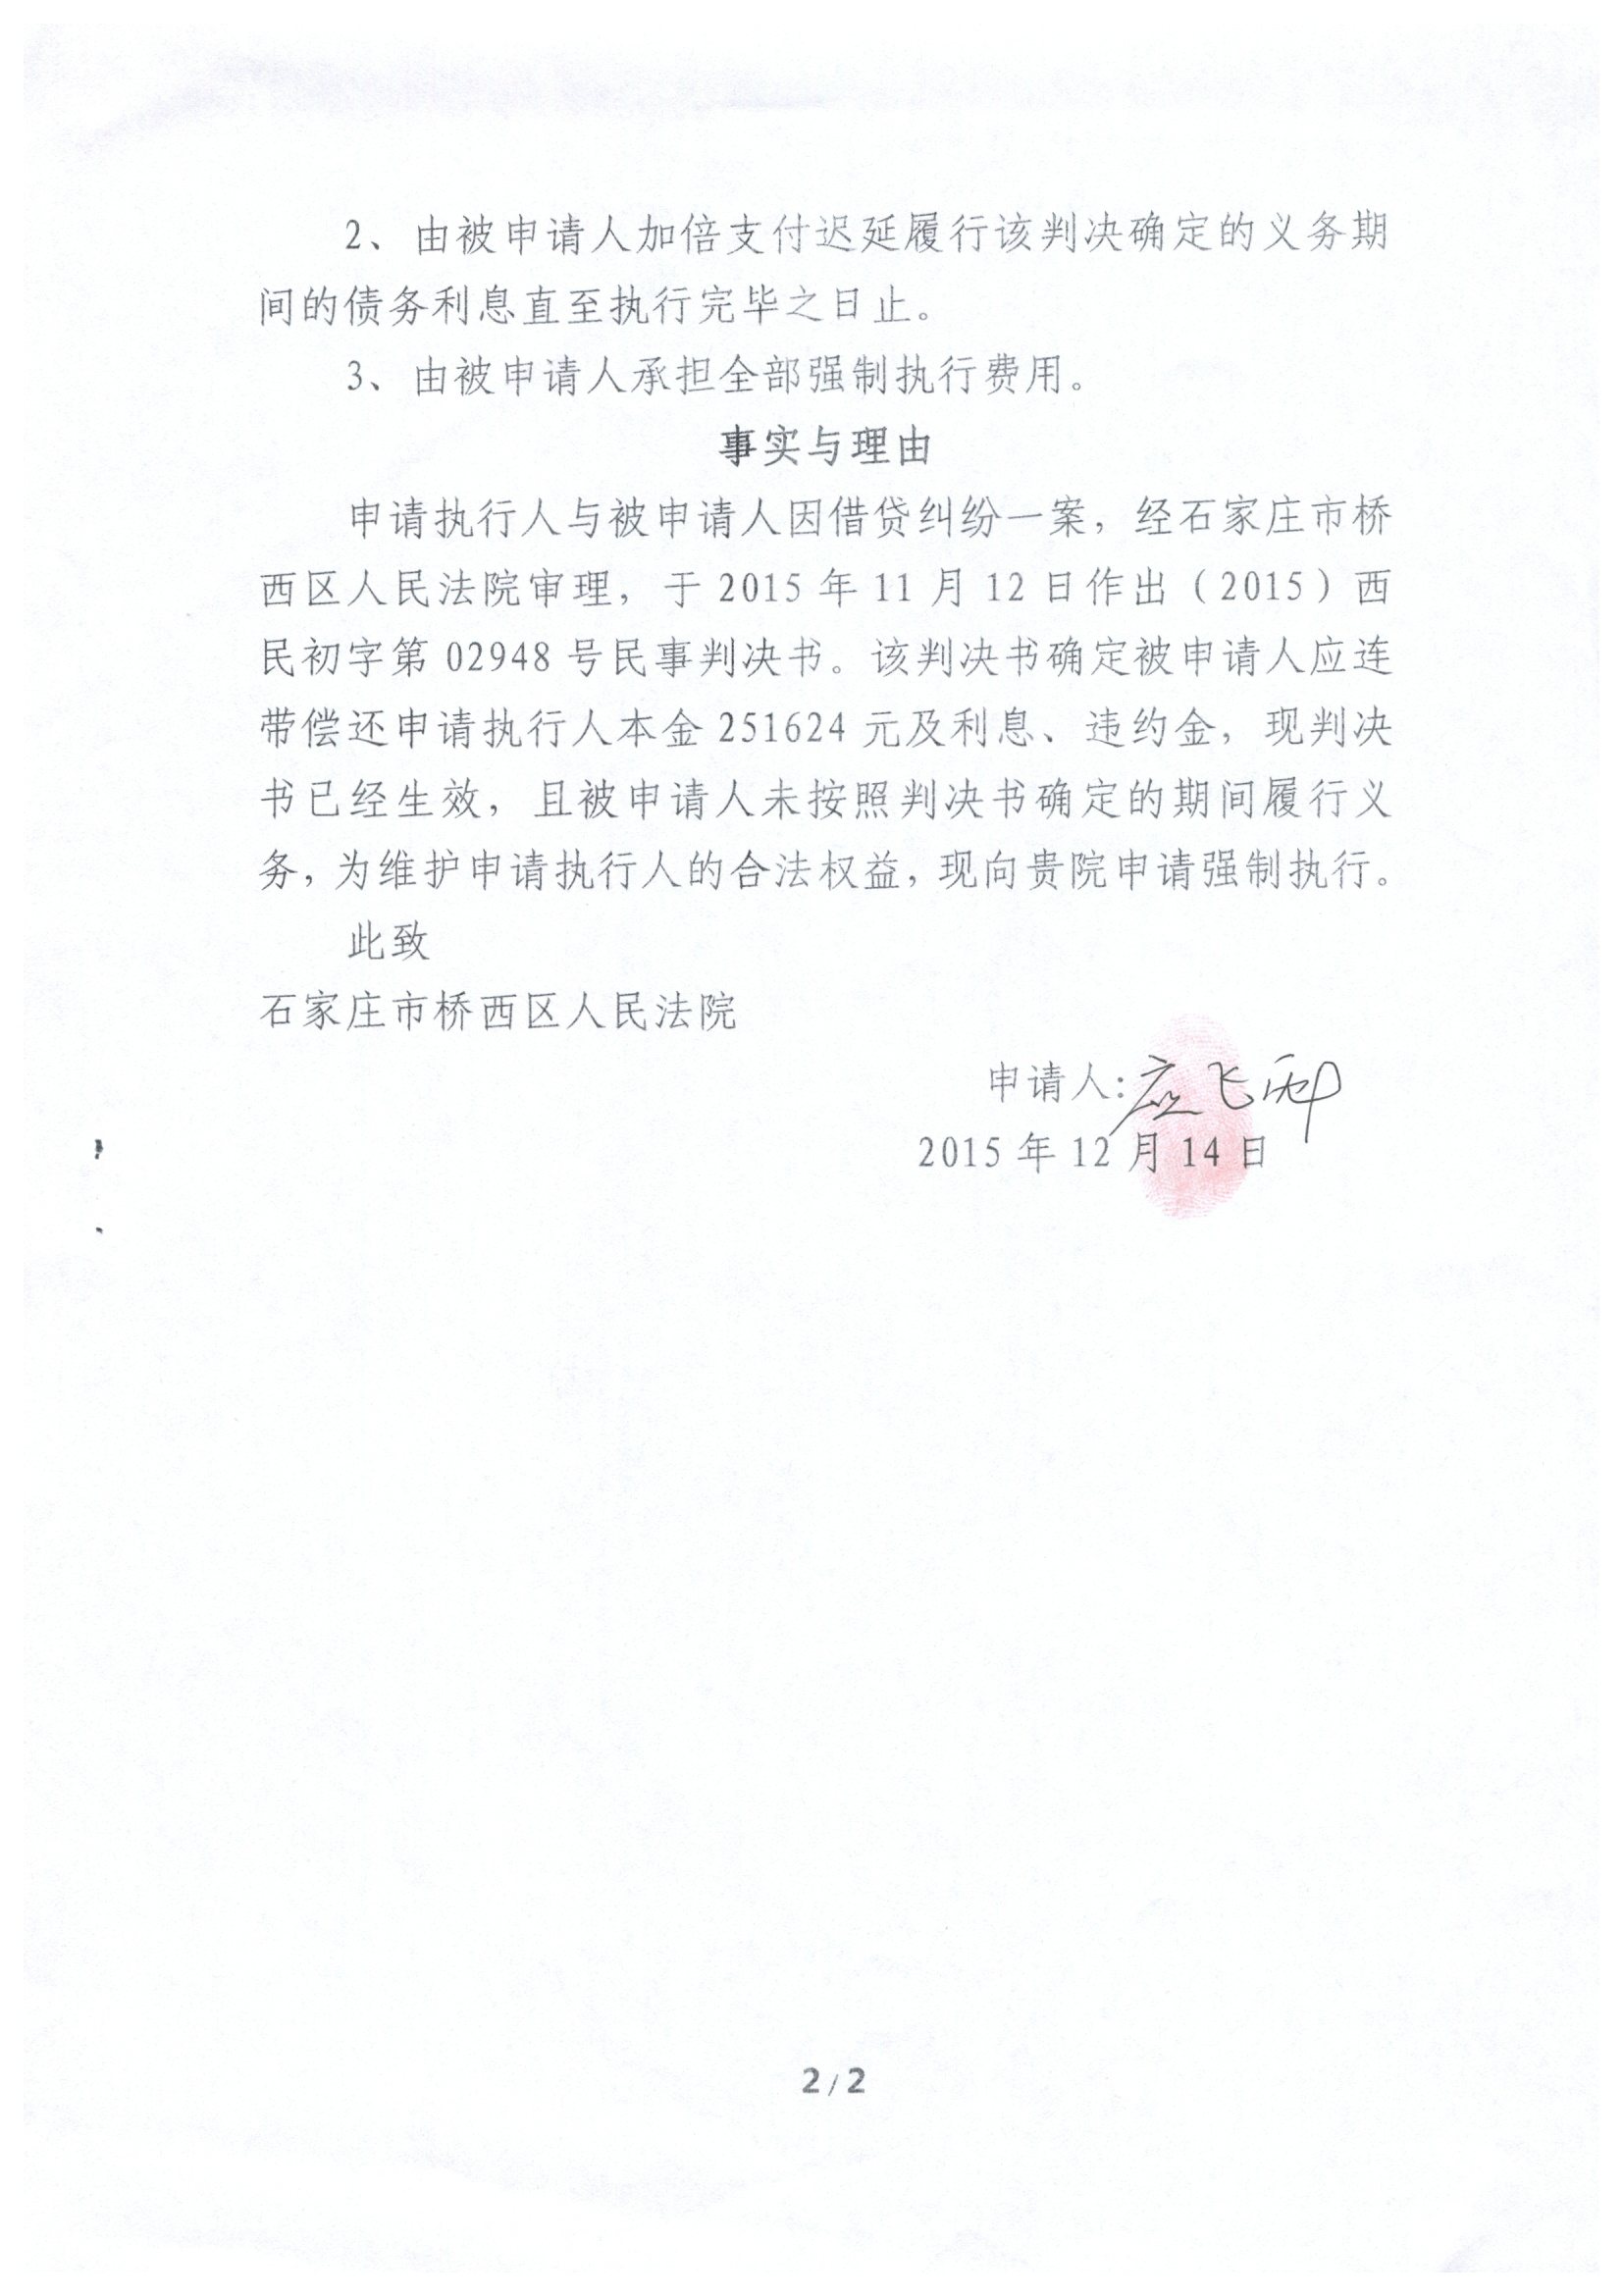 2、由被申请人加倍支付迟延履行该判决确定的义务期
间的债务利息直至执行完毕之日止。
3、由被申请人承担全部强制执行费用。
事实与理由
申请执行人与被申请人因借贷纠纷一案，经石家庄市桥
西区人民法院审理，于 2015 年 11 月 12 日作出（2015）西
民初字第 02948 号民事判决书。该判决书确定被申请人应连
带偿还申请执行人本金 251624 元及利息、违约金，现判决
书已经生效，且被申请人未按照判决书确定的期间履行义
务，为维护申请执行人的合法权益，现向贵院申请强制执行。
此致
石家庄市桥西区人民法院
申请人：应飞
2015 年 12 月 14 日
2/2